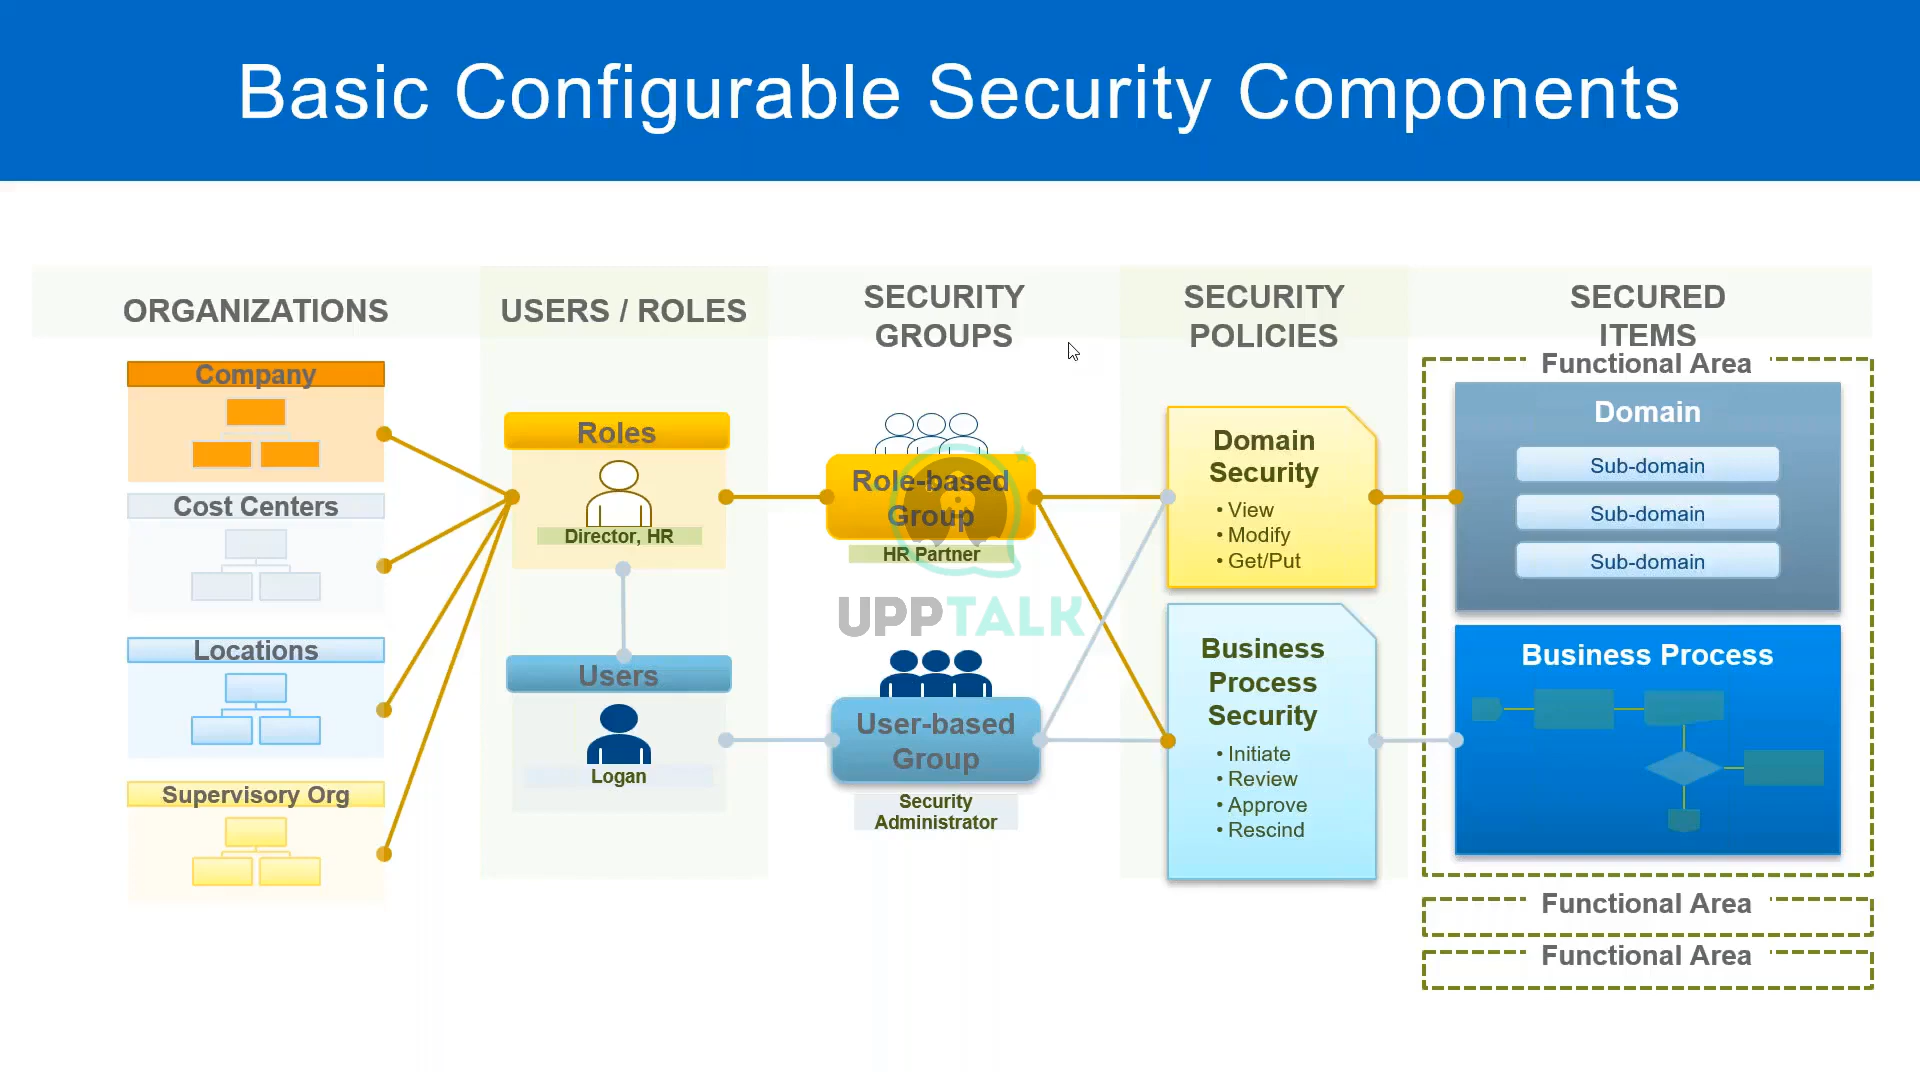 Basic Configurable Security Components
ORGANIZATIONS
USERS / ROLES
SECURITY
GROUPS
SECURITY
POLICIES
SECURED
ITEMS
Company
Cost Centers
Locations
Supervisory Org
Roles
Director, HR
Users
Logan
Role-based
Group
HR Partner
UPPTALK
User-based
Group
Security
Administrator
Domain
Security
• View
• Modify
• Get/Put
Business
Process
Security
• Initiate
• Review
• Approve
• Rescind
Functional Area
Domain
Sub-domain
Sub-domain
Sub-domain
Business Process
Functional Area
Functional Area